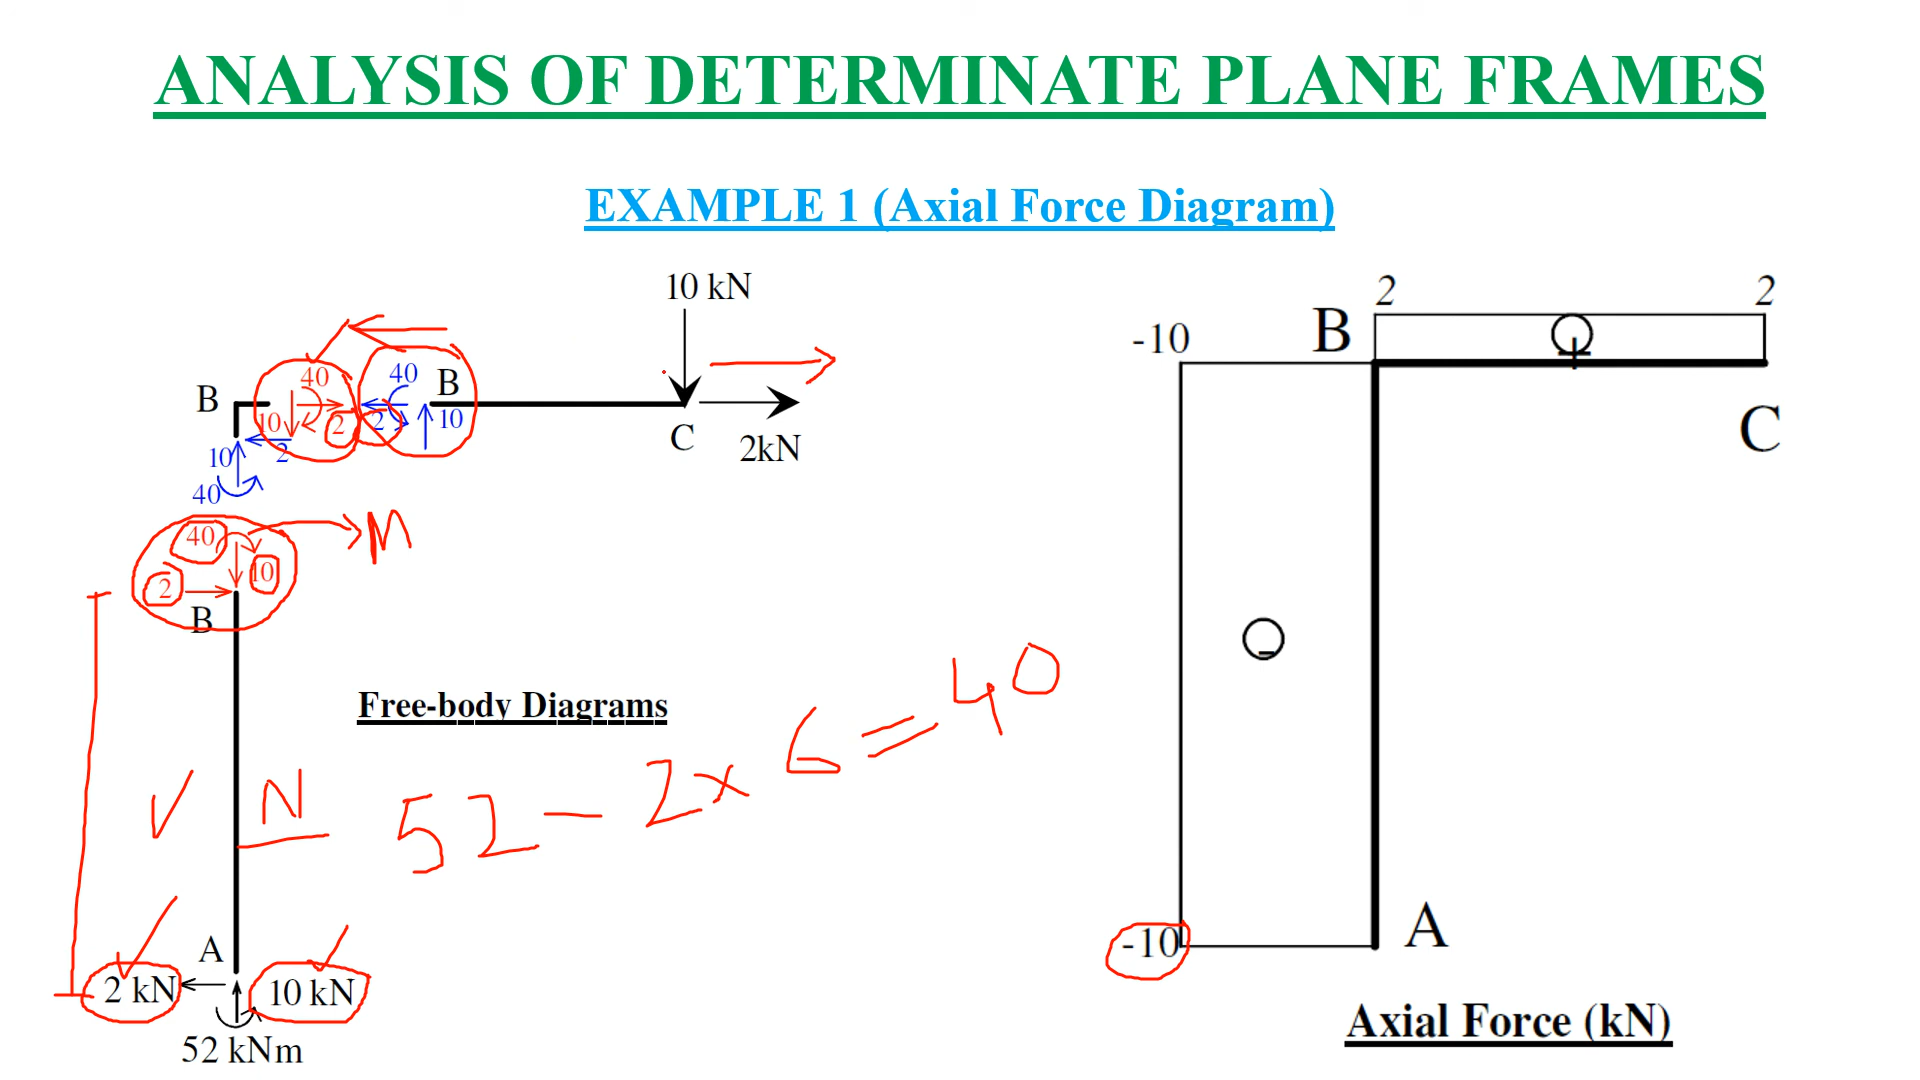 ANALYSIS OF DETERMINATE PLANE FRAMES
EXAMPLE 1 (Axial Force Diagram)
10 kN
B
40
40
B
10
2
2
10
10
2
40
C
2kN
40
M
2
10
B
Free-body Diagrams
V
N
52 - 2 x 6 = 40
A
2 kN
10 kN
52 kNm
2
2
-10
B
+
C
-
-10
A
Axial Force (kN)